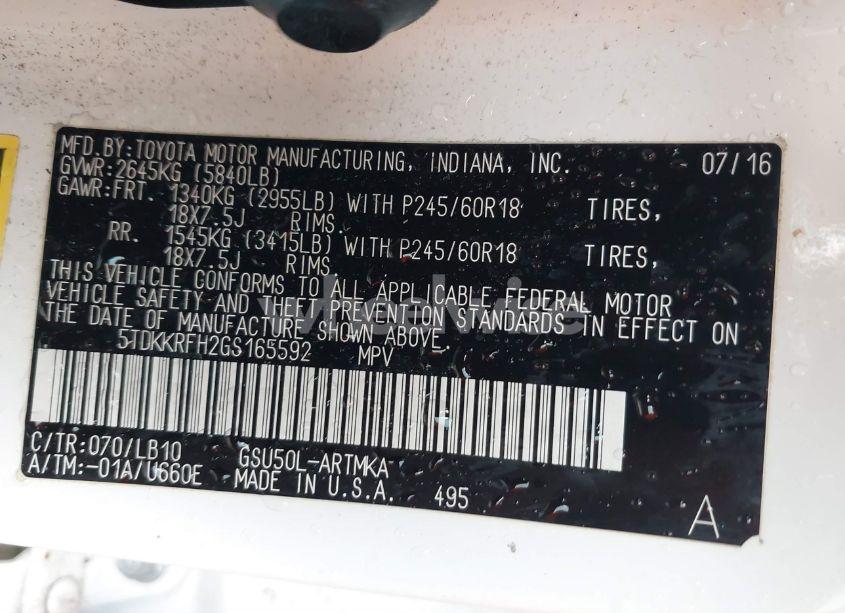 MFD. BY: TOYOTA MOTOR MANUFACTURING, INDIANA, INC. 07/16
GVWR: 2645KG (5840LB)
GAWR: FRT. 1340KG (2955LB) WITH P245/60R18 TIRES,
18X7.5J RIMS
RR. 1545KG (3415LB) WITH P245/60R18 TIRES,
18X7.5J RIMS
THIS VEHICLE CONFORMS TO ALL APPLICABLE FEDERAL MOTOR
VEHICLE SAFETY AND THEFT PREVENTION STANDARDS IN EFFECT ON
THE DATE OF MANUFACTURE SHOWN ABOVE.
5TDKKRFH2GS165592 MPV
C/TR: 070/LB10 GSU50L-ARTMKA
A/TM: -01A/U660E MADE IN U.S.A. 495
A